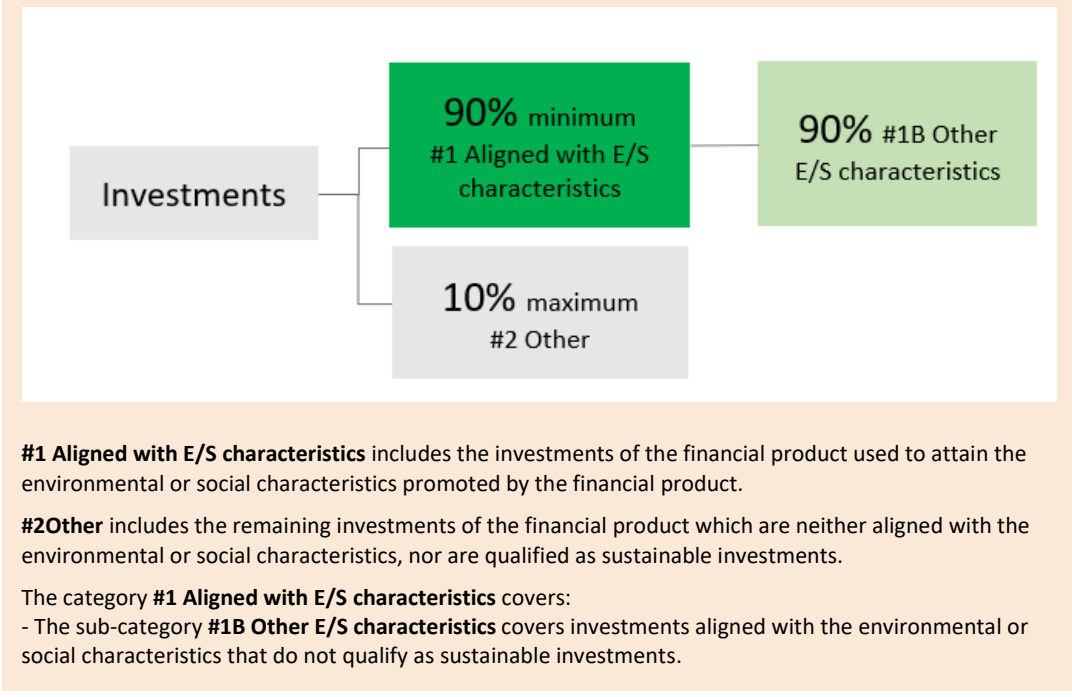 Investments
90% minimum
#1 Aligned with E/S
characteristics
90% #1B Other
E/S characteristics
10% maximum
#2 Other
#1 Aligned with E/S characteristics includes the investments of the financial product used to attain the
environmental or social characteristics promoted by the financial product.
#2Other includes the remaining investments of the financial product which are neither aligned with the
environmental or social characteristics, nor are qualified as sustainable investments.
The category #1 Aligned with E/S characteristics covers:
- The sub-category #1B Other E/S characteristics covers investments aligned with the environmental or
social characteristics that do not qualify as sustainable investments.